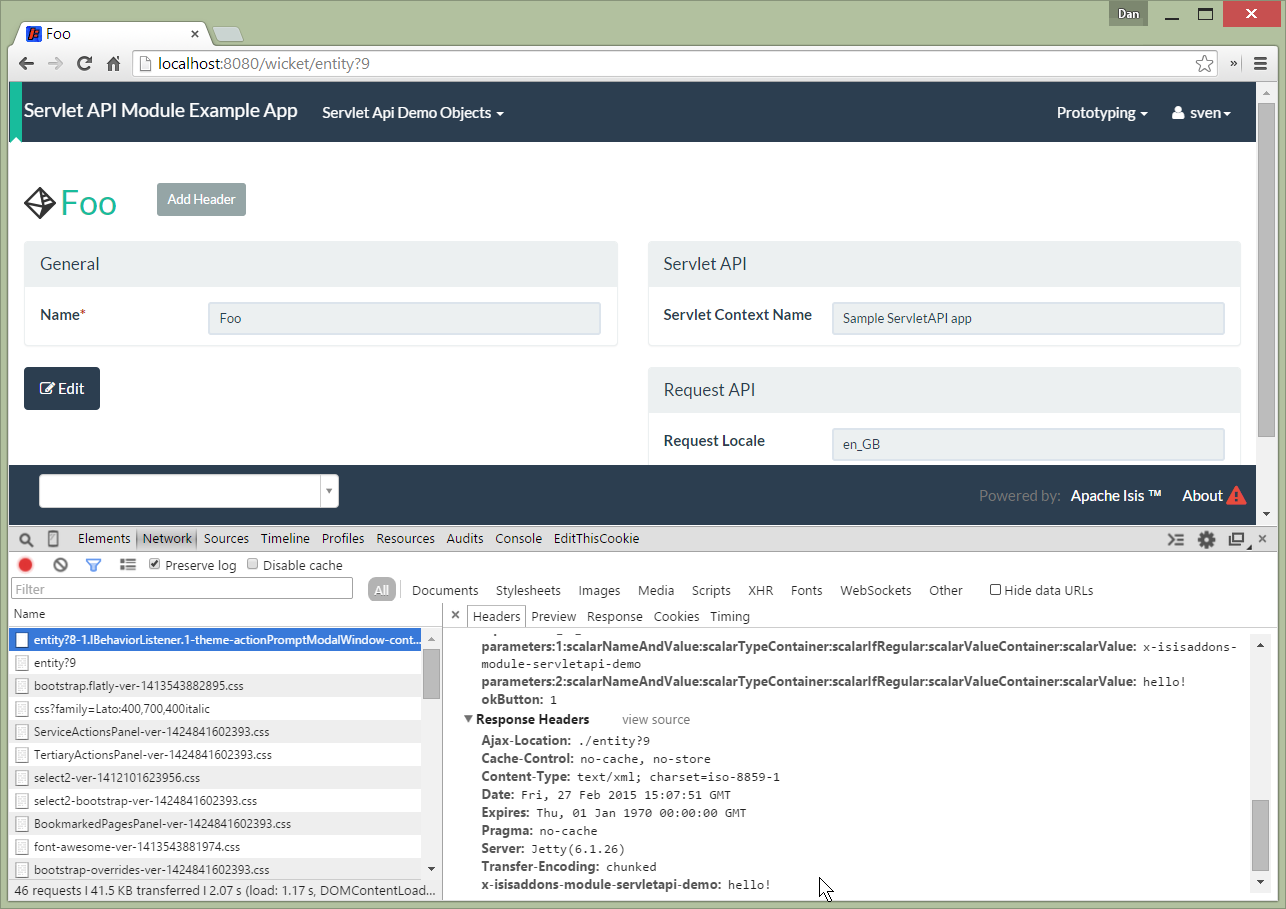 Dan
Foo
localhost:8080/wicket/entity?9
Servlet API Module Example App Servlet Api Demo Objects Prototyping sven
Foo Add Header
General
Name* Foo
Edit
Servlet API
Servlet Context Name Sample ServletAPI app
Request API
Request Locale en_GB
Powered by: Apache Isis ™ About
Elements Network Sources Timeline Profiles Resources Audits Console EditThisCookie
Preserve log Disable cache
Filter All Documents Stylesheets Images Media Scripts XHR Fonts WebSockets Other Hide data URLs
Name
entity?8-1.IBehaviorListener.1-theme-actionPromptModalWindow-cont...
entity?9
bootstrap.flatly-ver-1413543882895.css
css?family=Lato:400,700,400italic
ServiceActionsPanel-ver-1424841602393.css
TertiaryActionsPanel-ver-1424841602393.css
select2-ver-1412101623956.css
select2-bootstrap-ver-1424841602393.css
BookmarkedPagesPanel-ver-1424841602393.css
font-awesome-ver-1413543881974.css
bootstrap-overrides-ver-1424841602393.css
46 requests I 41.5 KB transferred I 2.07 s (load: 1.17 s, DOMContentLoad...
Headers Preview Response Cookies Timing
parameters:1:scalarNameAndValue:scalarTypeContainer:scalarIfRegular:scalarValueContainer:scalarValue: x-isisaddons-
module-servletapi-demo
parameters:2:scalarNameAndValue:scalarTypeContainer:scalarIfRegular:scalarValueContainer:scalarValue: hello!
okButton: 1
Response Headers view source
Ajax-Location: ./entity?9
Cache-Control: no-cache, no-store
Content-Type: text/xml; charset=iso-8859-1
Date: Fri, 27 Feb 2015 15:07:51 GMT
Expires: Thu, 01 Jan 1970 00:00:00 GMT
Pragma: no-cache
Server: Jetty(6.1.26)
Transfer-Encoding: chunked
x-isisaddons-module-servletapi-demo: hello!